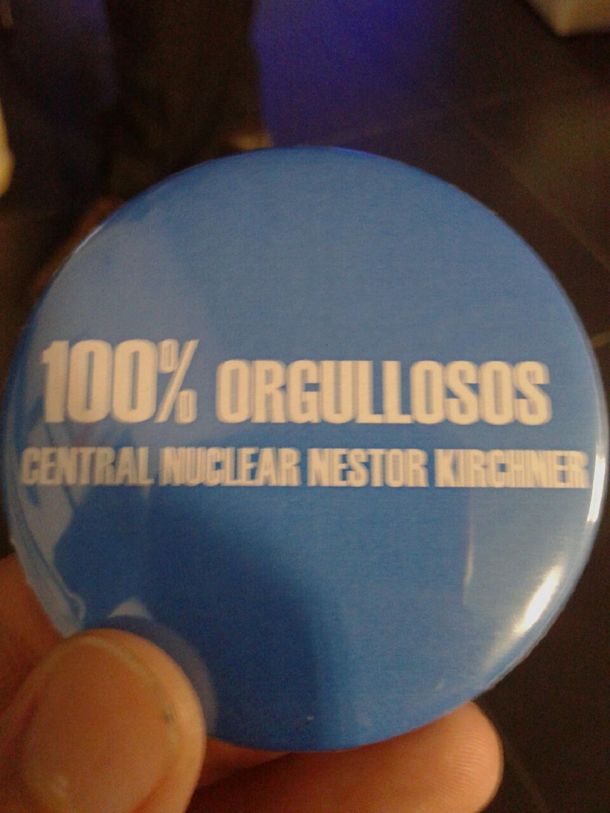 100% ORGULLOSOS
CENTRAL NUCLEAR NESTOR KIRCHNER